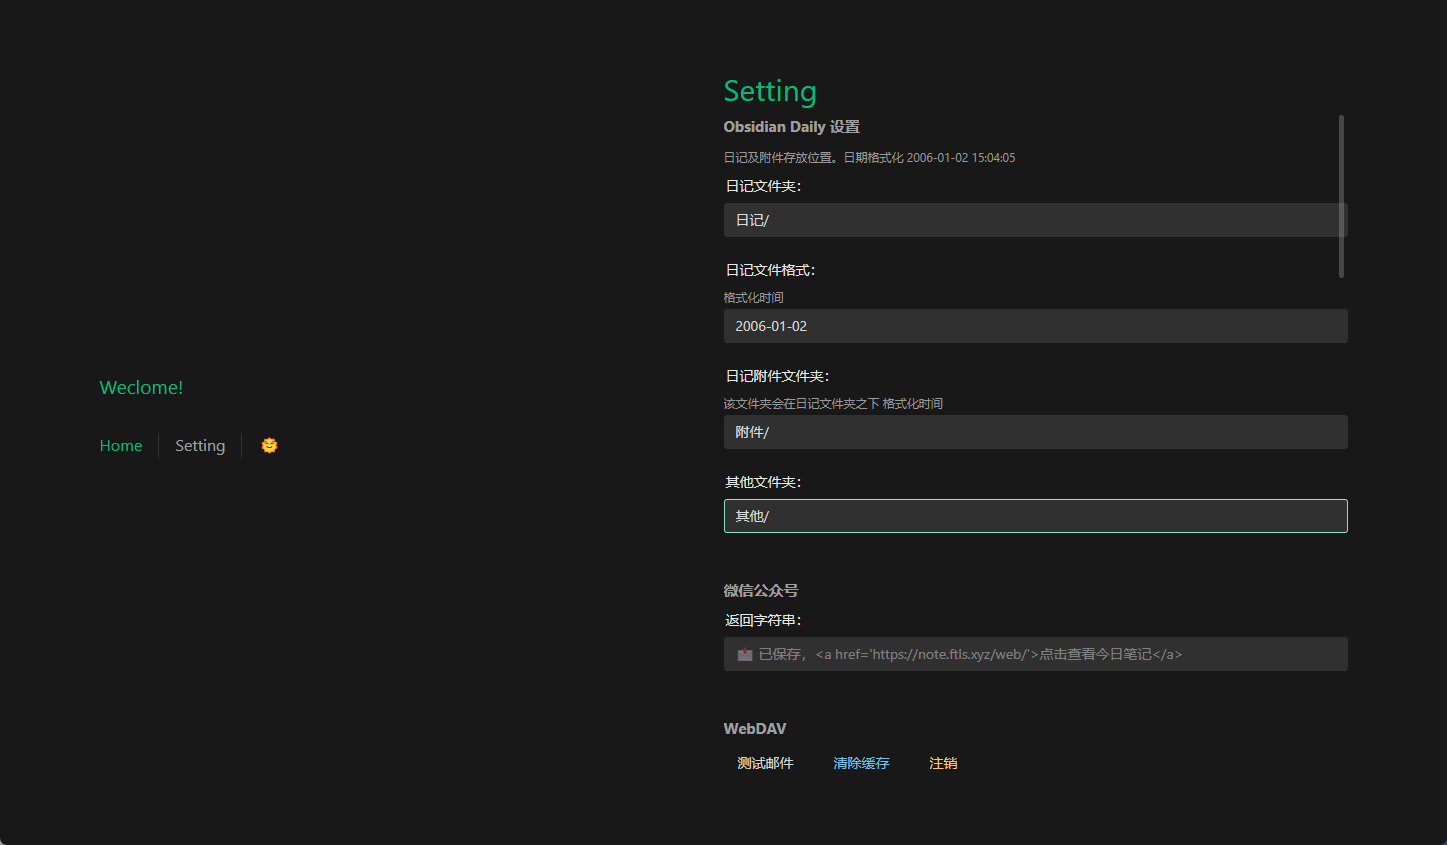 Weclome!
Home
Setting
Setting
Obsidian Daily 设置
日记及附件存放位置。日期格式化 2006-01-02 15:04:05
日记文件夹：
日记/
日记文件格式：
格式化时间
2006-01-02
日记附件文件夹：
该文件夹会在日记文件夹之下 格式化时间
附件/
其他文件夹：
其他/
微信公众号
返回字符串：
📩 已保存，<a href='https://note.ftls.xyz/web/'>点击查看今日笔记</a>
WebDAV
测试邮件
清除缓存
注销